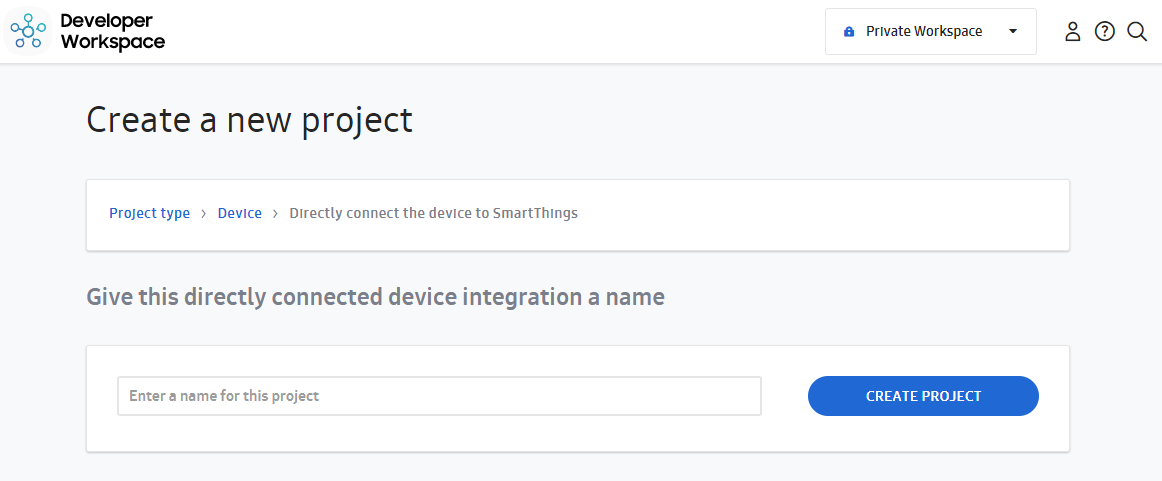 Developer
Workspace
Private Workspace
Create a new project
Project type > Device > Directly connect the device to SmartThings
Give this directly connected device integration a name
Enter a name for this project
CREATE PROJECT